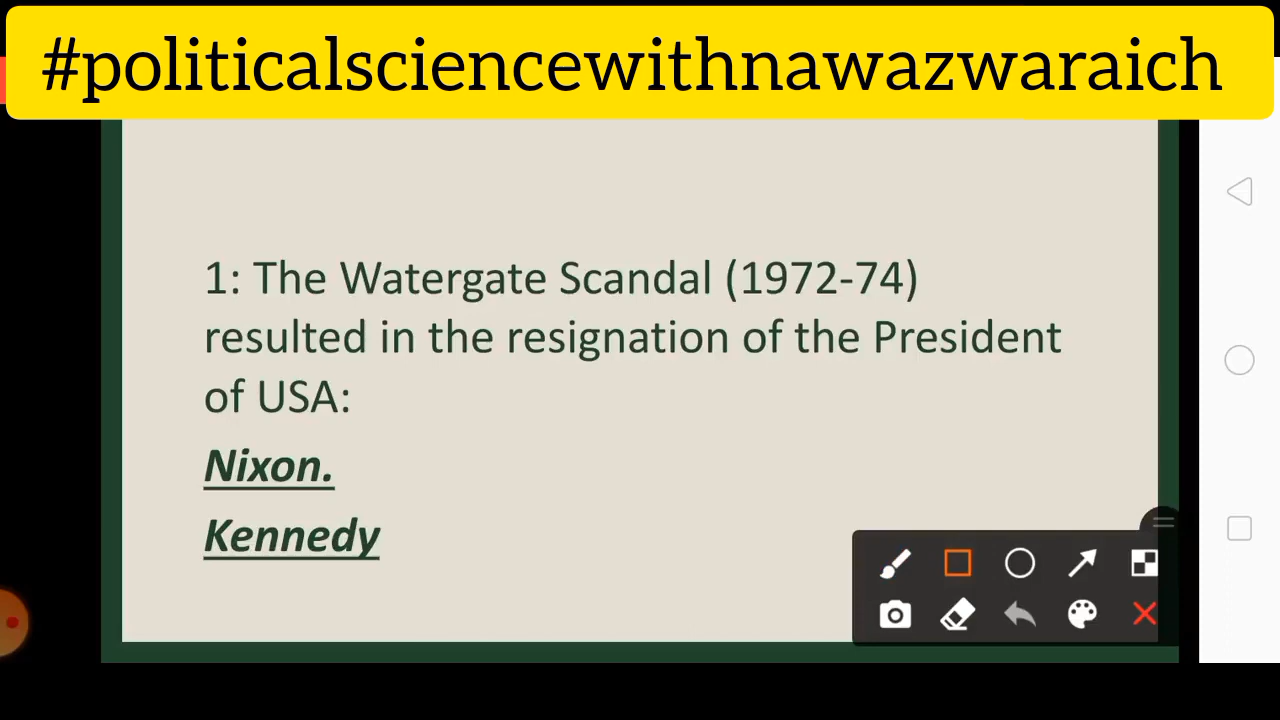 #politicalsciencewithnawazwaraich
1: The Watergate Scandal (1972-74)
resulted in the resignation of the President
of USA:
Nixon.
Kennedy